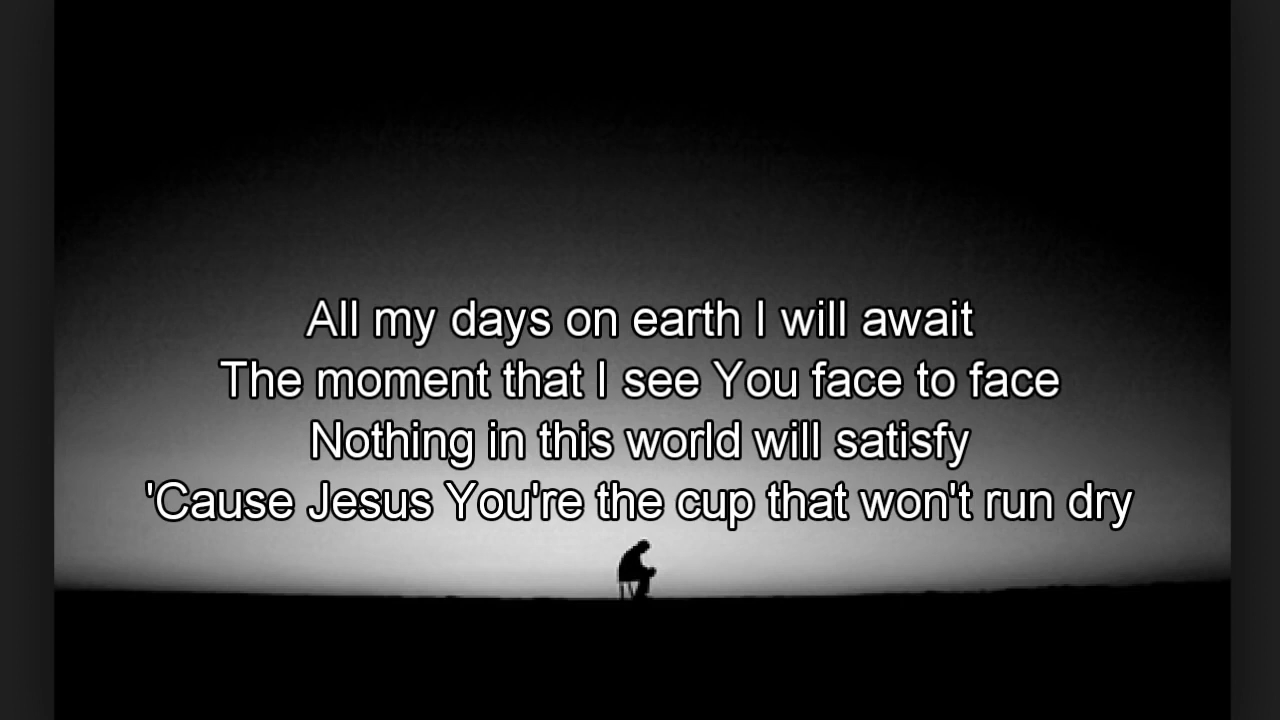 All my days on earth I will await
The moment that I see You face to face
Nothing in this world will satisfy
'Cause Jesus You're the cup that won't run dry